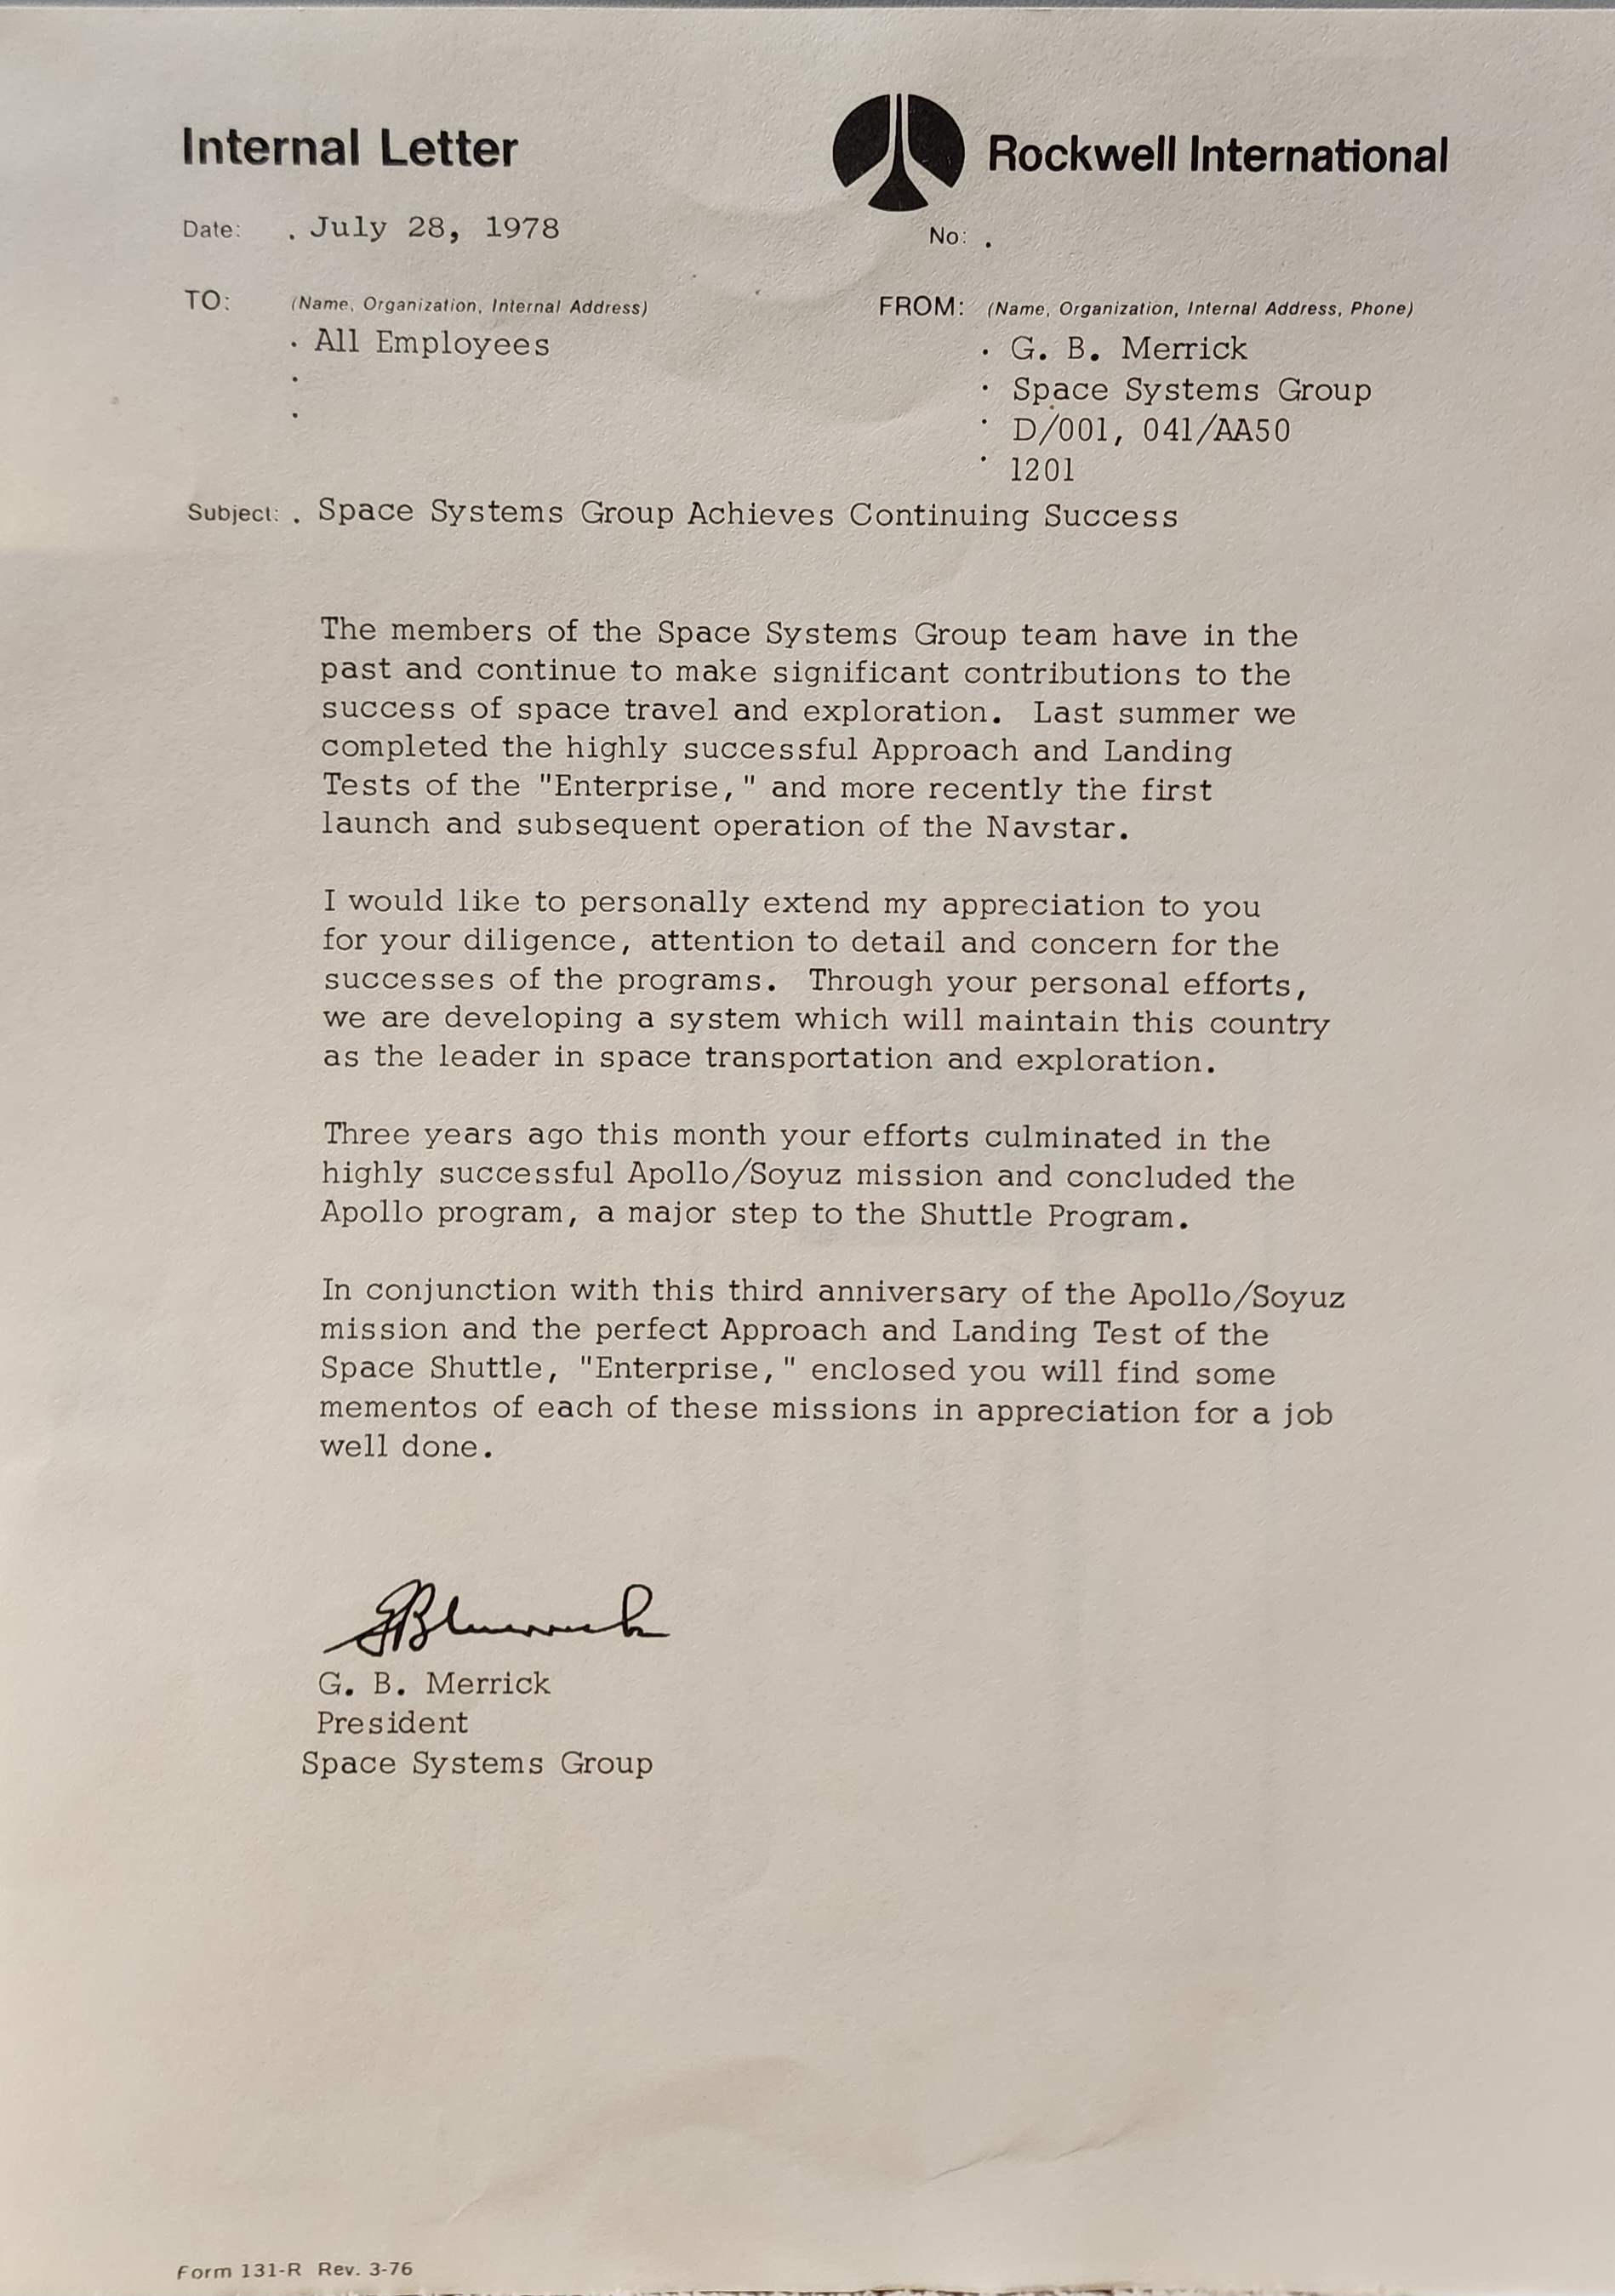 Internal Letter
Rockwell International
Date: . July 28, 1978
No: .
TO: (Name, Organization, Internal Address)
. All Employees
.
.
FROM: (Name, Organization, Internal Address, Phone)
. G. B. Merrick
. Space Systems Group
. D/001, 041/AA50
. 1201
Subject: . Space Systems Group Achieves Continuing Success
The members of the Space Systems Group team have in the
past and continue to make significant contributions to the
success of space travel and exploration. Last summer we
completed the highly successful Approach and Landing
Tests of the "Enterprise," and more recently the first
launch and subsequent operation of the Navstar.
I would like to personally extend my appreciation to you
for your diligence, attention to detail and concern for the
successes of the programs. Through your personal efforts,
we are developing a system which will maintain this country
as the leader in space transportation and exploration.
Three years ago this month your efforts culminated in the
highly successful Apollo/Soyuz mission and concluded the
Apollo program, a major step to the Shuttle Program.
In conjunction with this third anniversary of the Apollo/Soyuz
mission and the perfect Approach and Landing Test of the
Space Shuttle, "Enterprise," enclosed you will find some
mementos of each of these missions in appreciation for a job
well done.
GBMerrick
G. B. Merrick
President
Space Systems Group
Form 131-R Rev. 3-76